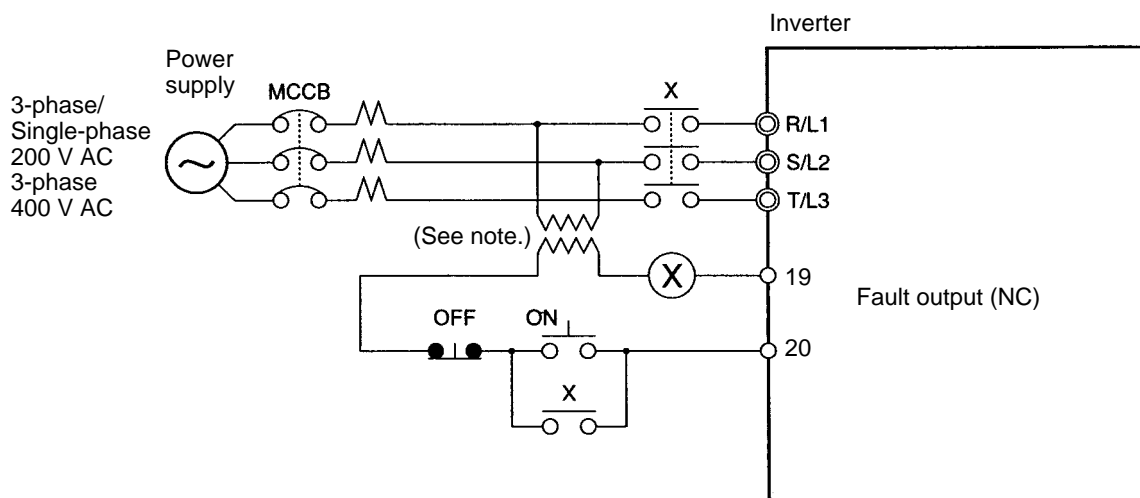 Inverter
Power
supply
3-phase/
Single-phase
200 V AC
3-phase
400 V AC
MCCB
X
R/L1
S/L2
T/L3
(See note.)
X
19
Fault output (NC)
OFF
ON
20
X